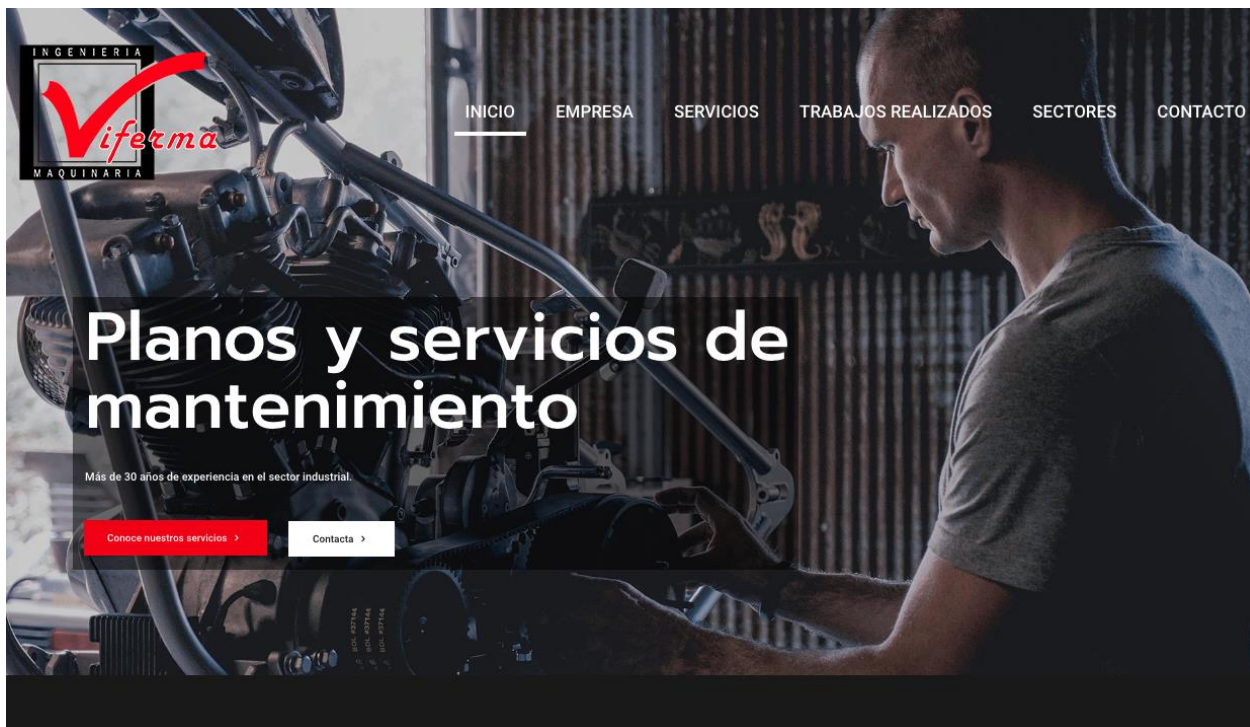 INGENIERIA
Viferma
MAQUINARIA
INICIO EMPRESA SERVICIOS TRABAJOS REALIZADOS SECTORES CONTACTO
Planos y servicios de
mantenimiento
Más de 30 años de experiencia en el sector industrial.
Conoce nuestros servicios >
Contacta >